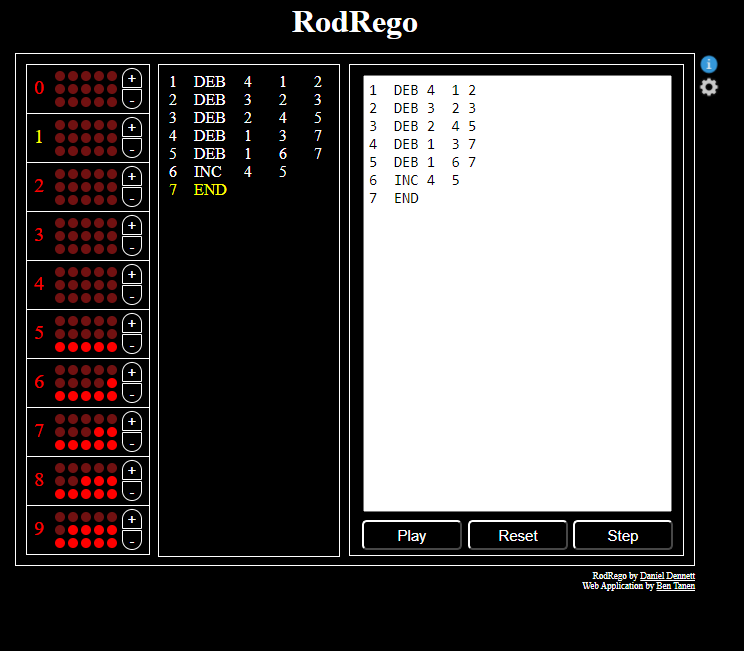 RodRego
0 + -
1 + -
2 + -
3 + -
4 + -
5 + -
6 + -
7 + -
8 + -
9 + -
1 DEB 4 1 2
2 DEB 3 2 3
3 DEB 2 4 5
4 DEB 1 3 7
5 DEB 1 6 7
6 INC 4 5
7 END
1 DEB 4 1 2
2 DEB 3 2 3
3 DEB 2 4 5
4 DEB 1 3 7
5 DEB 1 6 7
6 INC 4 5
7 END
Play Reset Step
i
RodRego by Daniel Dennett
Web Application by Ben Tanen